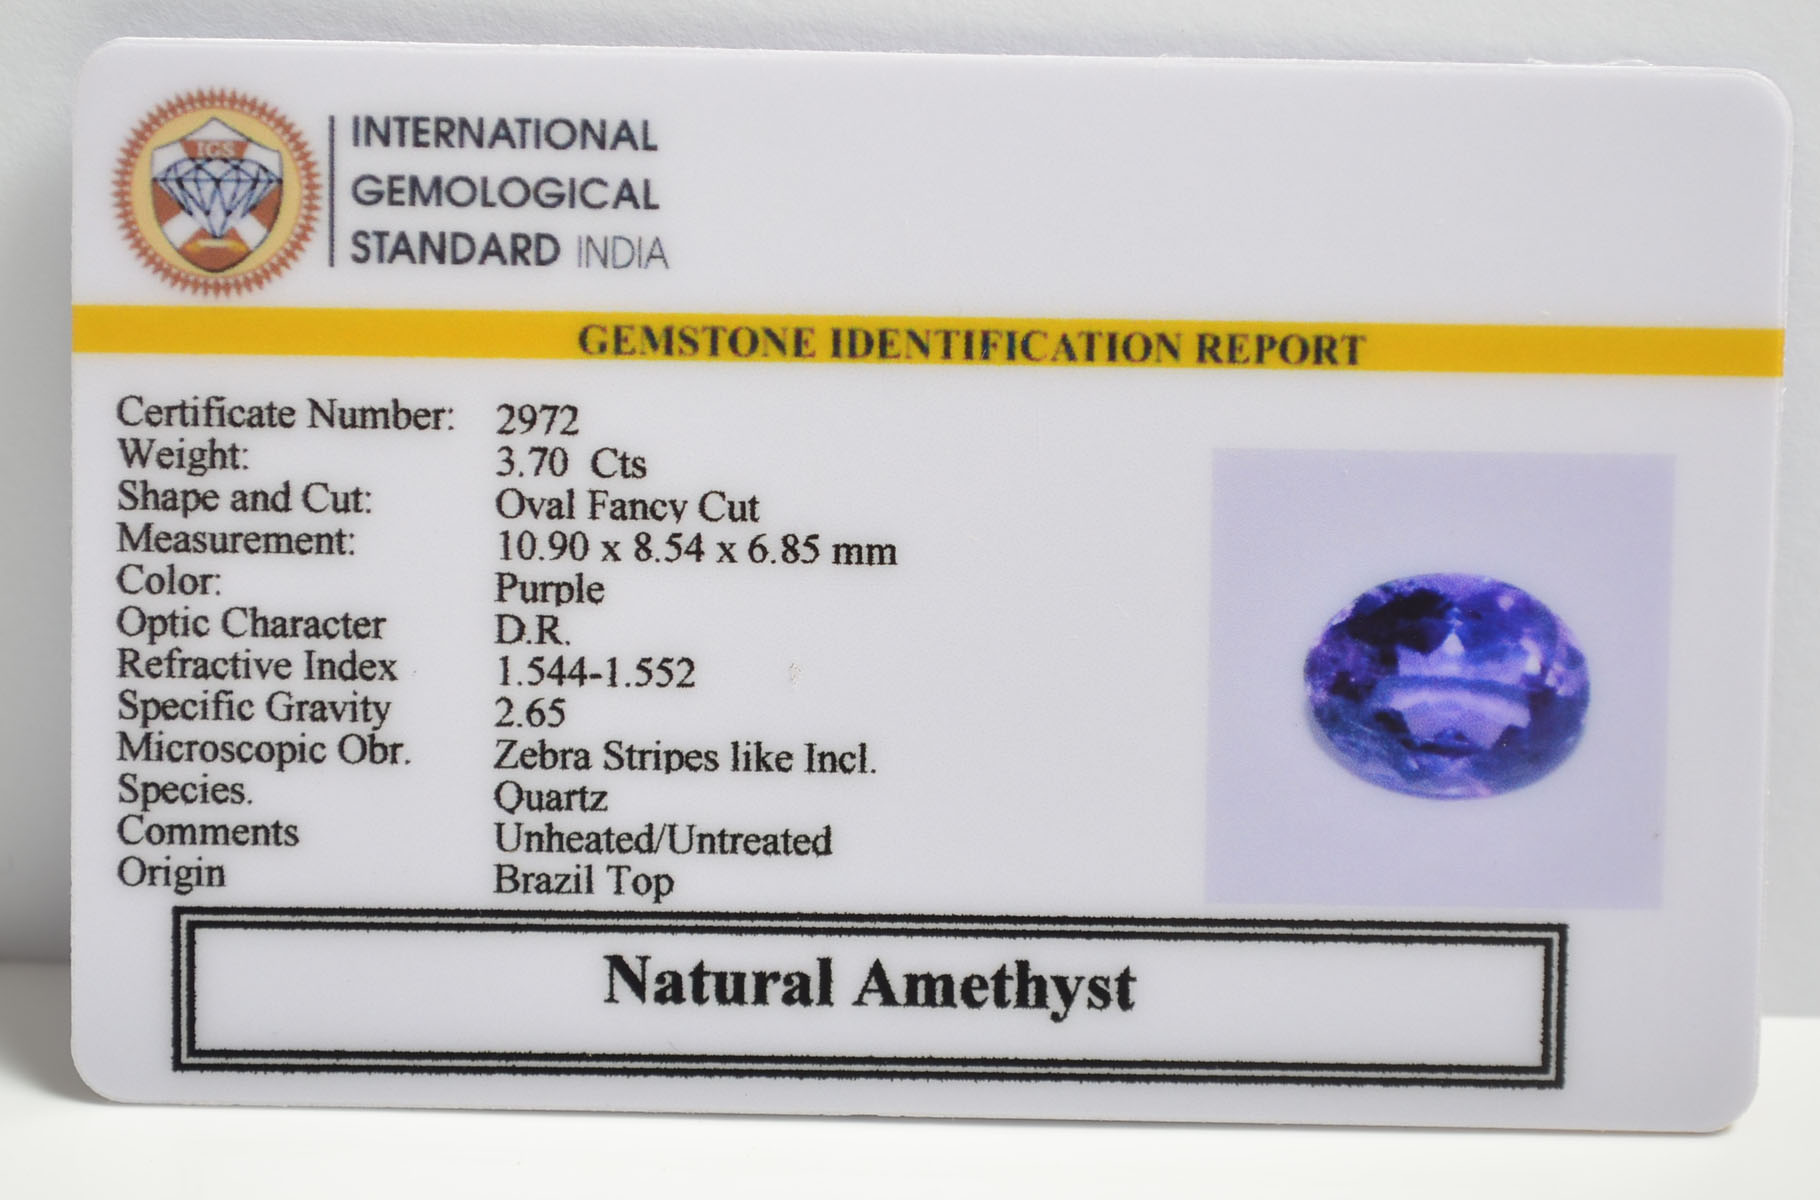 IGS
INTERNATIONAL
GEMOLOGICAL
STANDARD INDIA
GEMSTONE IDENTIFICATION REPORT
Certificate Number: 2972
Weight: 3.70 Cts
Shape and Cut: Oval Fancy Cut
Measurement: 10.90 x 8.54 x 6.85 mm
Color: Purple
Optic Character D.R.
Refractive Index 1.544-1.552
Specific Gravity 2.65
Microscopic Obr. Zebra Stripes like Incl.
Species. Quartz
Comments Unheated/Untreated
Origin Brazil Top
Natural Amethyst